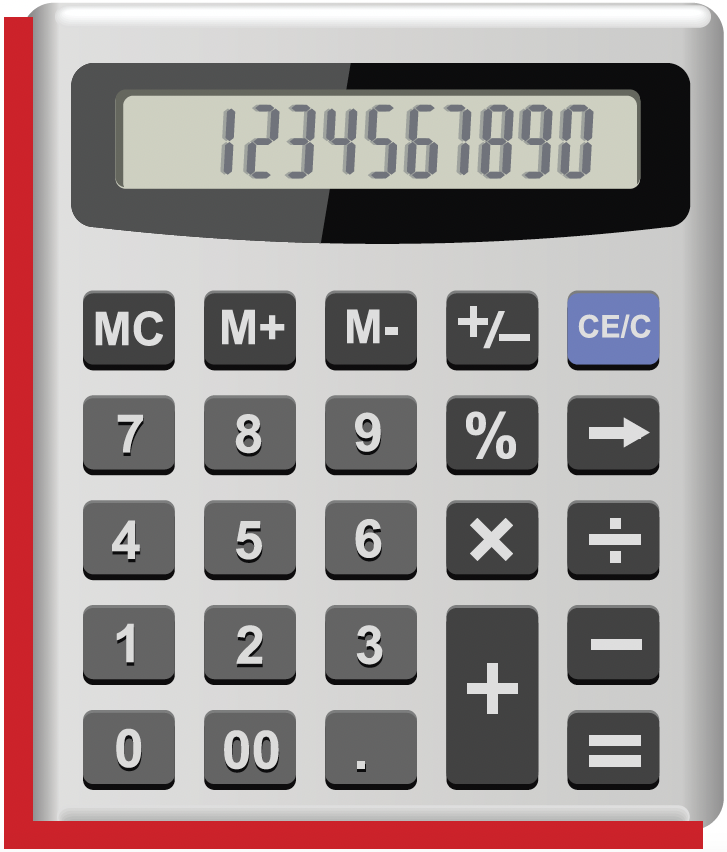 1234567890
MC M+ M- +/− CE/C
7 8 9 % →
4 5 6 × ÷
1 2 3 + −
0 00 . =